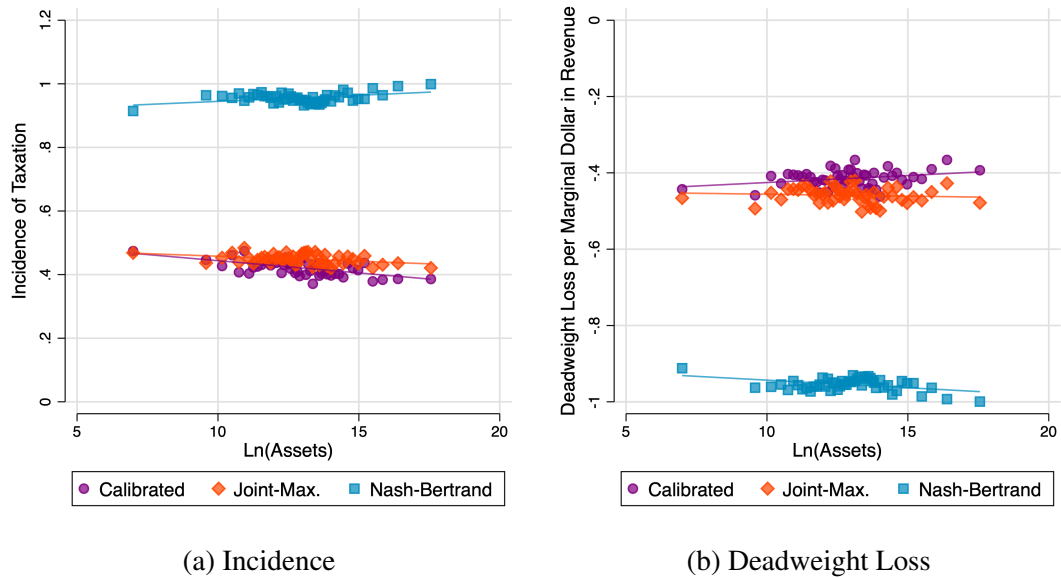 Incidence of Taxation
1.2
1
.8
.6
.4
.2
0
5
10
15
20
Ln(Assets)
Calibrated
Joint-Max.
Nash-Bertrand
(a) Incidence
Deadweight Loss per Marginal Dollar in Revenue
0
-.2
-.4
-.6
-.8
-1
5
10
15
20
Ln(Assets)
Calibrated
Joint-Max.
Nash-Bertrand
(b) Deadweight Loss